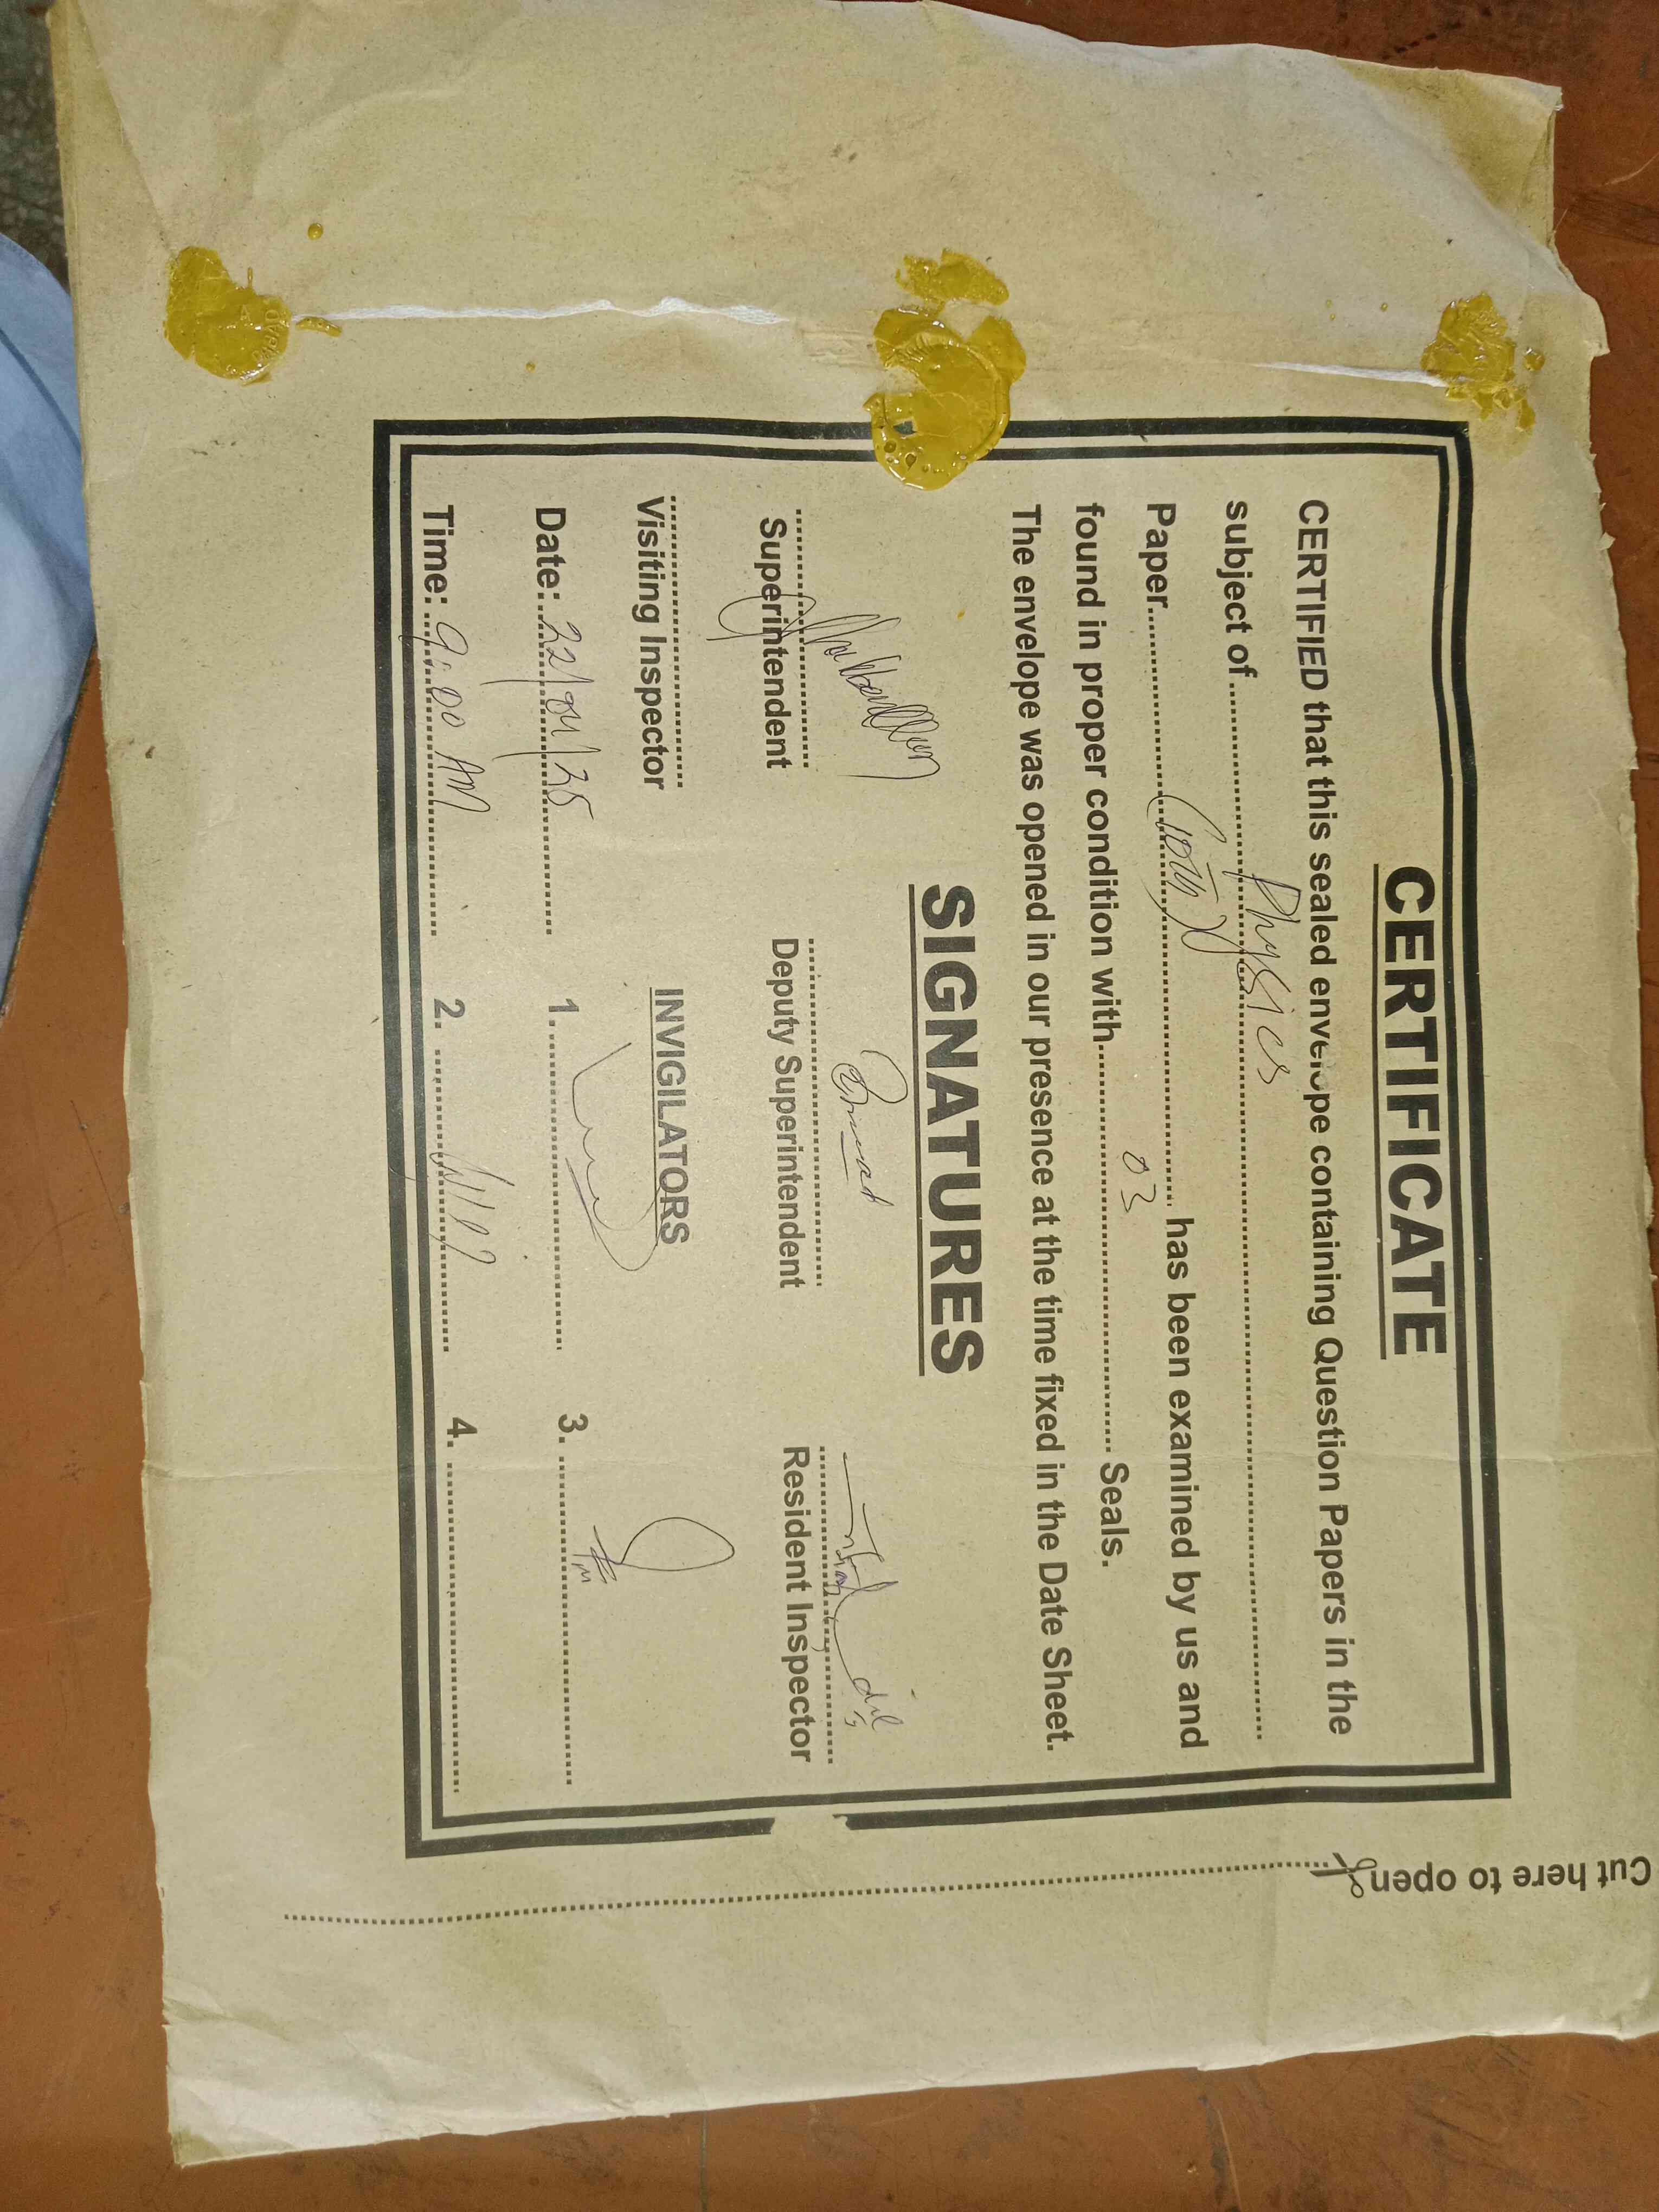 CERTIFICATE
CERTIFIED that this sealed envelope containing Question Papers in the
subject of Physics
Paper (10th) has been examined by us and
found in proper condition with 03 Seals.
The envelope was opened in our presence at the time fixed in the Date Sheet.
SIGNATURES
Superintendent Deputy Superintendent Resident Inspector
Visiting Inspector INVIGILATORS
Date: 22/04/25 1. 3.
Time: 9:00 AM 2. 4.
Cut here to open